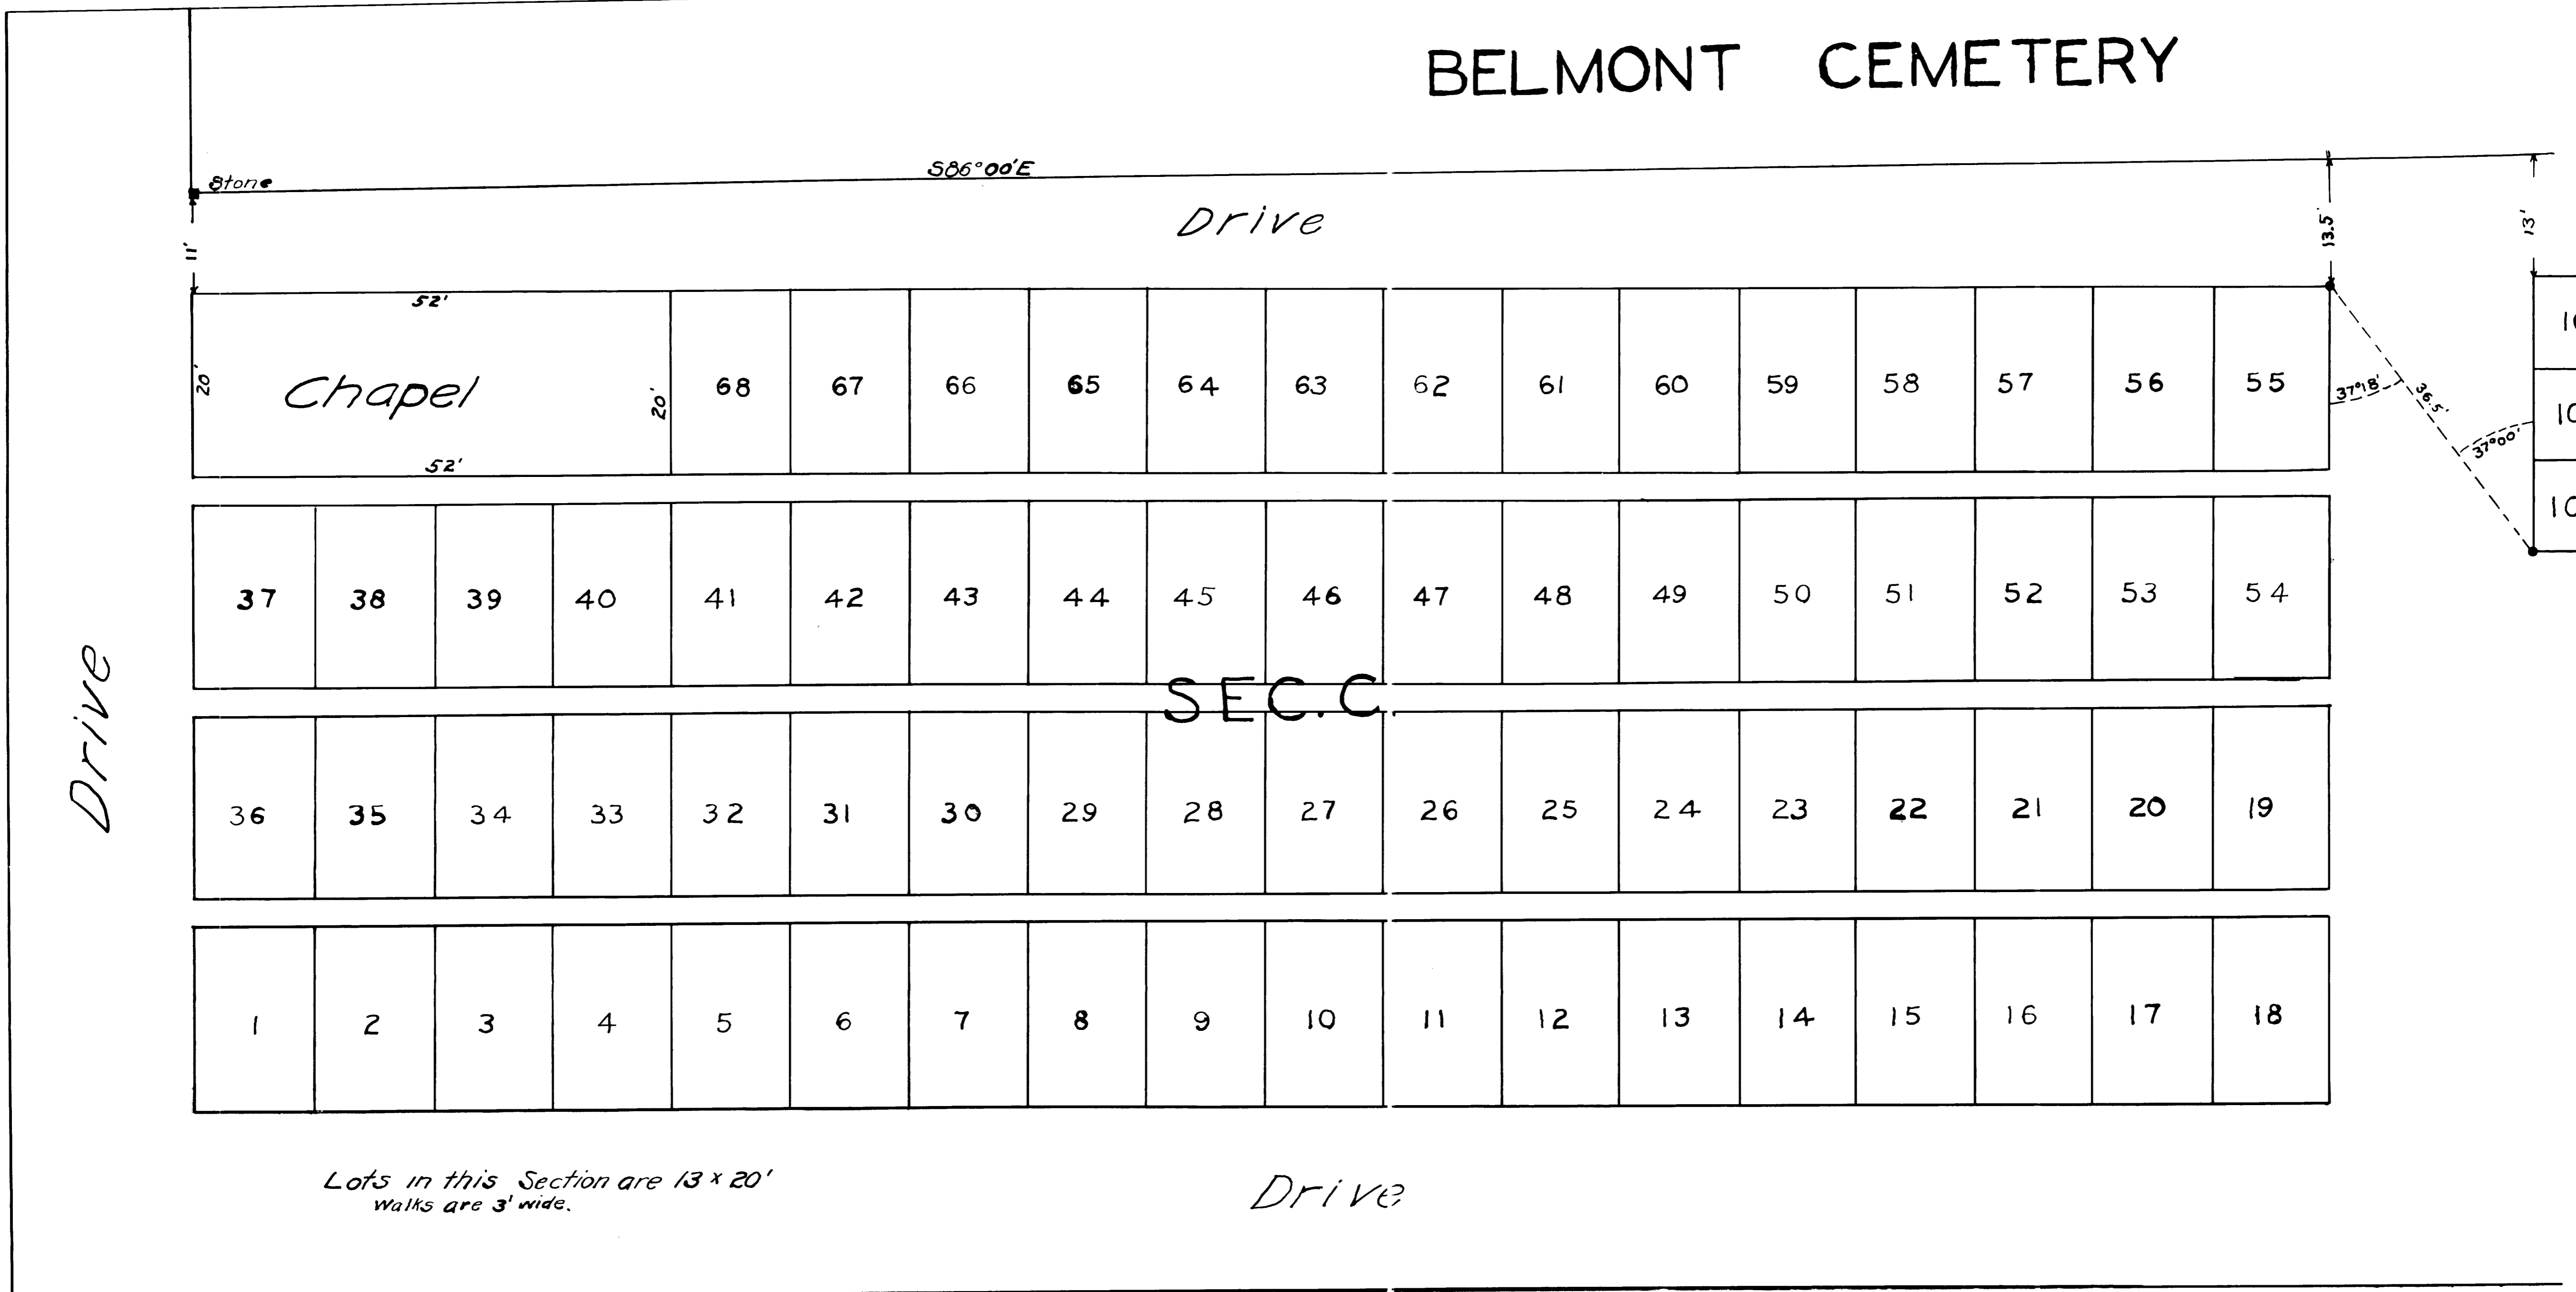 BELMONT CEMETERY
Stone
S86°00'E
Drive
11'
13.5'
13'
52'
20'
Chapel
20'
52'
68 67 66 65 64 63 62 61 60 59 58 57 56 55
37°18'
36.5'
37°00'
37 38 39 40 41 42 43 44 45 46 47 48 49 50 51 52 53 54
SEC. C.
Drive
36 35 34 33 32 31 30 29 28 27 26 25 24 23 22 21 20 19
1 2 3 4 5 6 7 8 9 10 11 12 13 14 15 16 17 18
Lots in this Section are 13 x 20'
Walks are 3' wide.
Drive